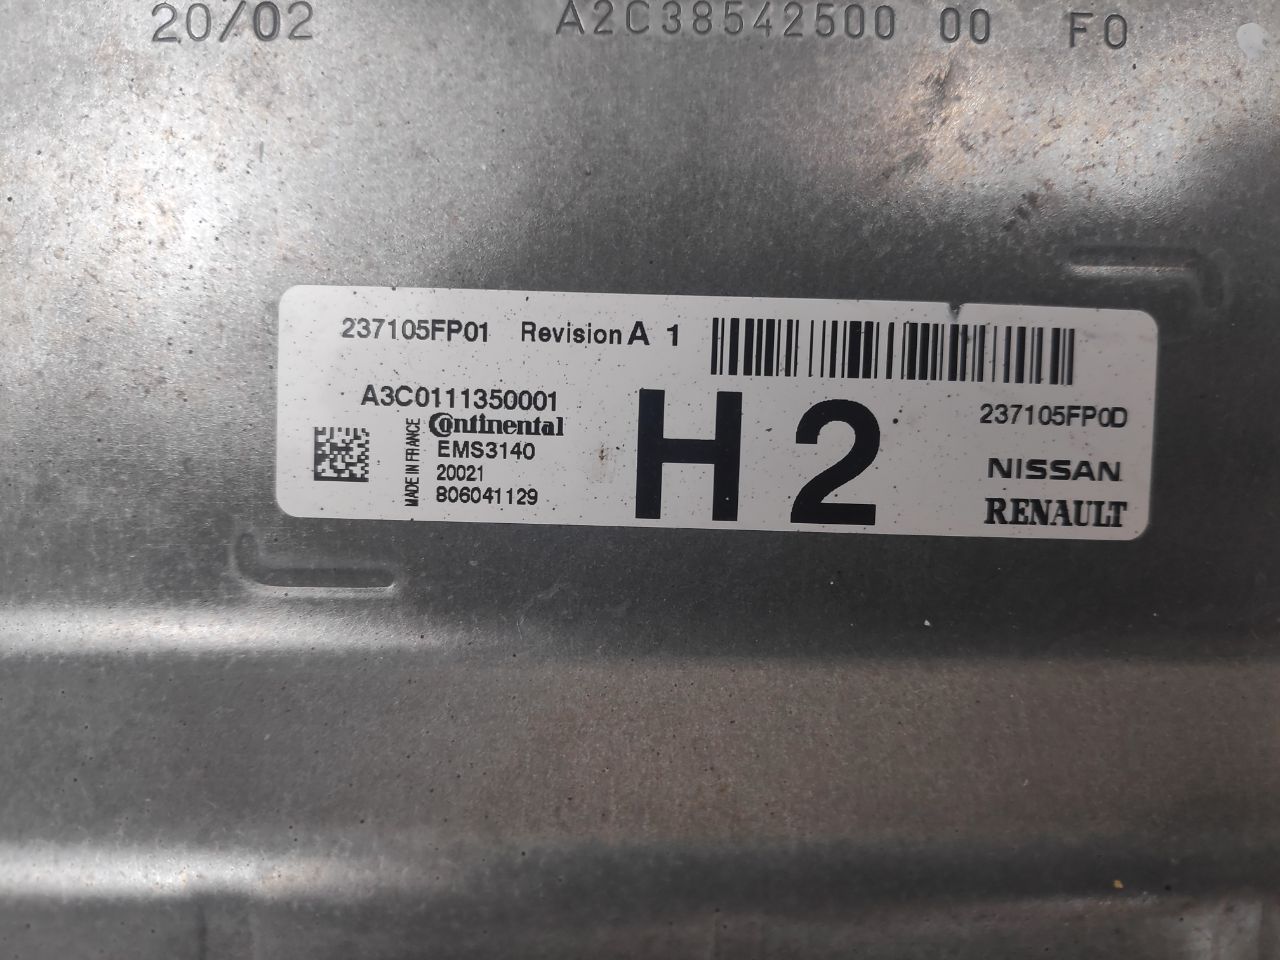 20/02 A2C38542500 00 F0
237105FP01 Revision A 1
A3C0111350001
Continental
MADE IN FRANCE
EMS3140
20021
806041129
H2
237105FP0D
NISSAN
RENAULT